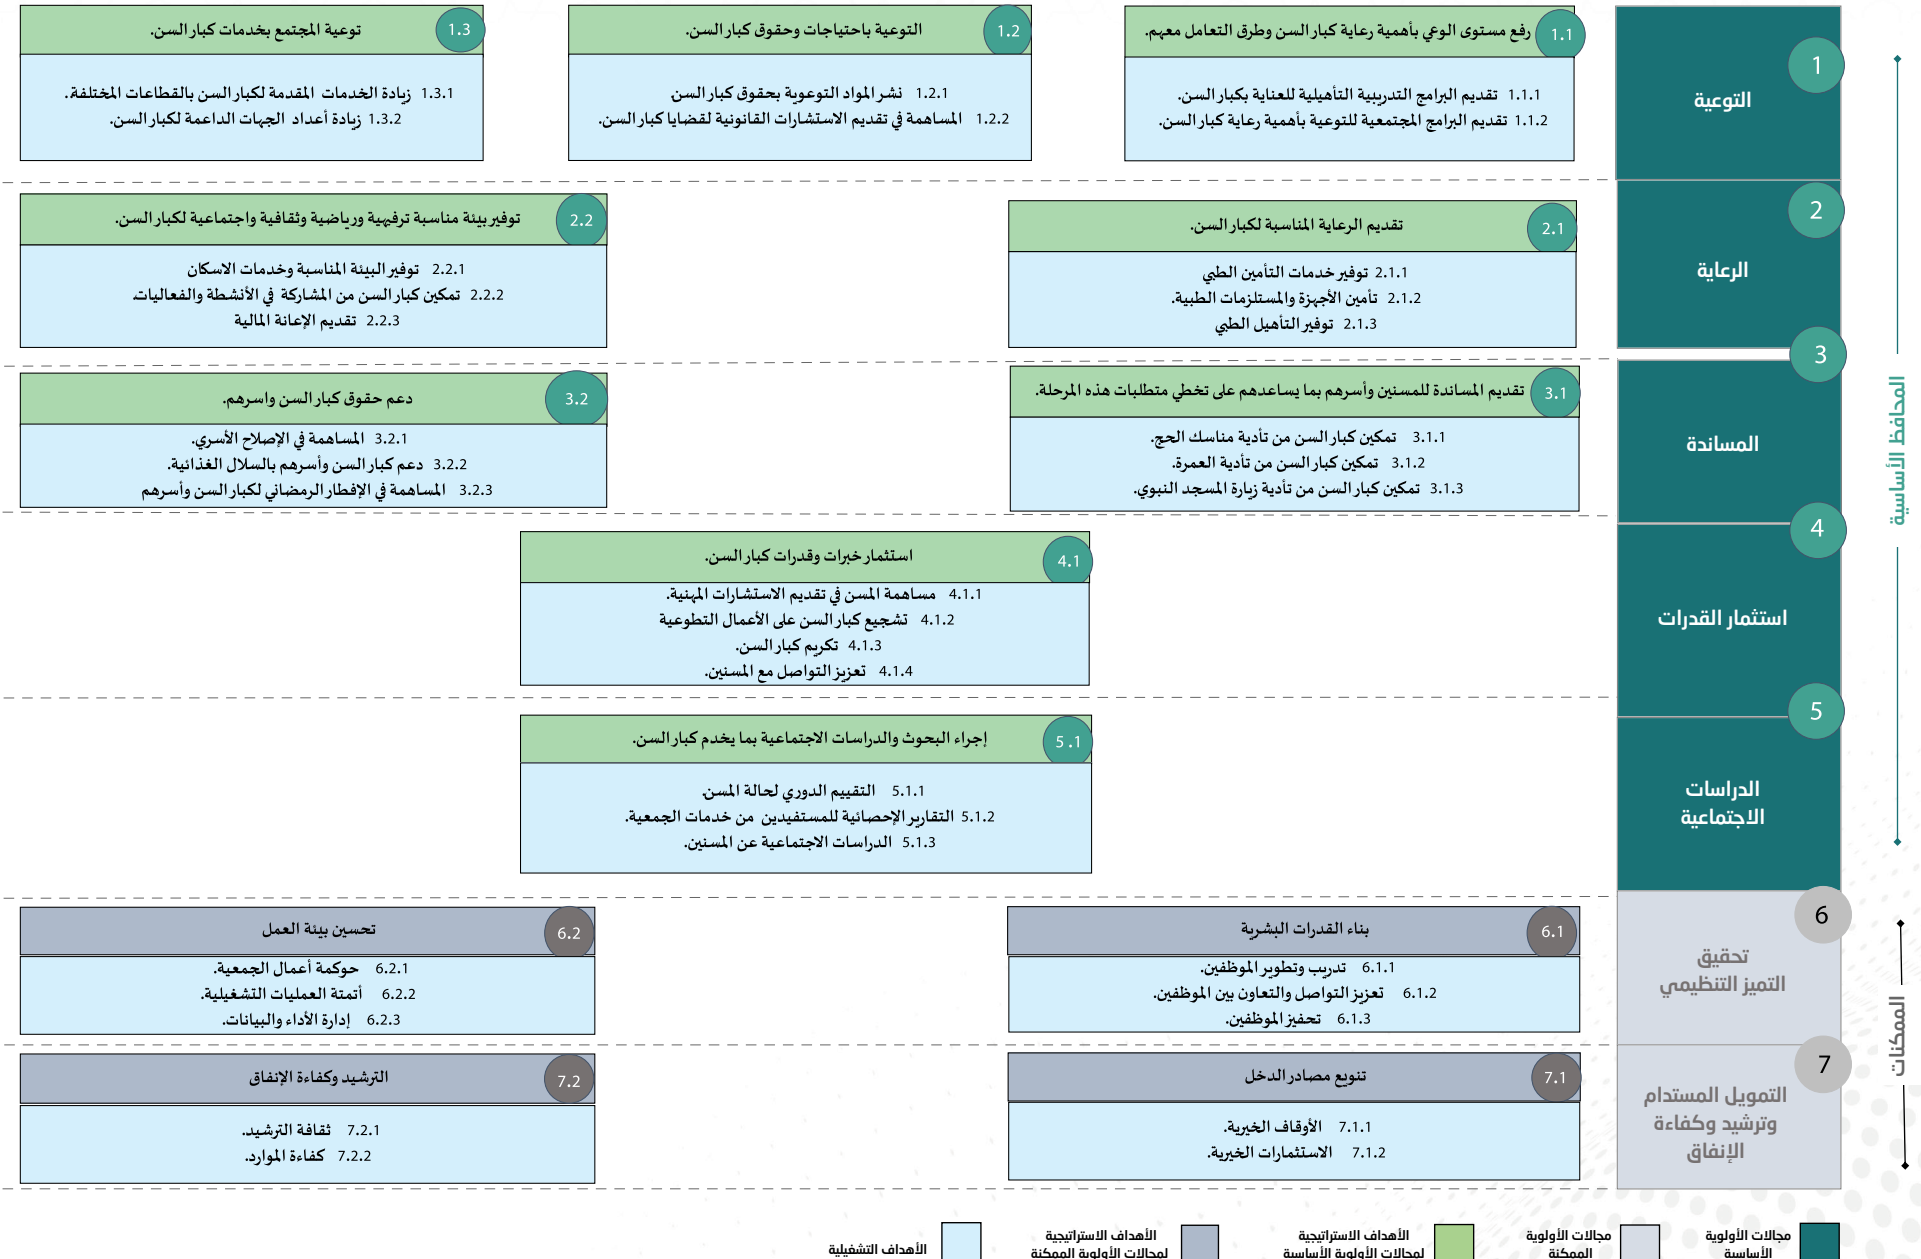 المحافظ الأساسية
1
التوعية
1.1 رفع مستوى الوعي بأهمية رعاية كبار السن وطرق التعامل معهم.
1.1.1 تقديم البرامج التدريبية التأهيلية للعناية بكبار السن.
1.1.2 تقديم البرامج المجتمعية للتوعية بأهمية رعاية كبار السن.
1.2 التوعية باحتياجات وحقوق كبار السن.
1.2.1 نشر المواد التوعوية بحقوق كبار السن.
1.2.2 المساهمة في تقديم الاستشارات القانونية لقضايا كبار السن.
1.3 توعية المجتمع بخدمات كبار السن.
1.3.1 زيادة الخدمات المقدمة لكبار السن بالقطاعات المختلفة.
1.3.2 زيادة أعداد الجهات الداعمة لكبار السن.
2
الرعاية
2.1 تقديم الرعاية المناسبة لكبار السن.
2.1.1 توفير خدمات التأمين الطبي
2.1.2 تأمين الأجهزة والمستلزمات الطبية.
2.1.3 توفير التأهيل الطبي
2.2 توفير بيئة مناسبة ترفيهية ورياضية وثقافية واجتماعية لكبار السن.
2.2.1 توفير البيئة المناسبة وخدمات الاسكان
2.2.2 تمكين كبار السن من المشاركة في الأنشطة والفعاليات.
2.2.3 تقديم الإعانة المالية
3
المساندة
3.1 تقديم المساندة للمسنين وأسرهم بما يساعدهم على تخطي متطلبات هذه المرحلة.
3.1.1 تمكين كبار السن من تأدية مناسك الحج.
3.1.2 تمكين كبار السن من تأدية العمرة.
3.1.3 تمكين كبار السن من تأدية زيارة المسجد النبوي.
3.2 دعم حقوق كبار السن واسرهم.
3.2.1 المساهمة في الإصلاح الأسري.
3.2.2 دعم كبار السن وأسرهم بالسلال الغذائية.
3.2.3 المساهمة في الإفطار الرمضاني لكبار السن وأسرهم
4
استثمار القدرات
4.1 استثمار خبرات وقدرات كبار السن.
4.1.1 مساهمة المسن في تقديم الاستشارات المهنية.
4.1.2 تشجيع كبار السن على الأعمال التطوعية
4.1.3 تكريم كبار السن.
4.1.4 تعزيز التواصل مع المسنين.
5
الدراسات
الاجتماعية
5.1 إجراء البحوث والدراسات الاجتماعية بما يخدم كبار السن.
5.1.1 التقييم الدوري لحالة المسن.
5.1.2 التقارير الإحصائية للمستفيدين من خدمات الجمعية.
5.1.3 الدراسات الاجتماعية عن المسنين.
الممكنات
6
تحقيق
التميز التنظيمي
6.1 بناء القدرات البشرية
6.1.1 تدريب وتطوير الموظفين.
6.1.2 تعزيز التواصل والتعاون بين الموظفين.
6.1.3 تحفيز الموظفين.
6.2 تحسين بيئة العمل
6.2.1 حوكمة أعمال الجمعية.
6.2.2 أتمتة العمليات التشغيلية.
6.2.3 إدارة الأداء والبيانات.
7
التمويل المستدام
وترشيد وكفاءة
الإنفاق
7.1 تنويع مصادر الدخل
7.1.1 الأوقاف الخيرية.
7.1.2 الاستثمارات الخيرية.
7.2 الترشيد وكفاءة الإنفاق
7.2.1 ثقافة الترشيد.
7.2.2 كفاءة الموارد.
مجالات الأولوية
الأساسية
مجالات الأولوية
الممكنة
الأهداف الاستراتيجية
لمجالات الأولوية الأساسية
الأهداف الاستراتيجية
لمجالات الأولوية الممكنة
الأهداف التشغيلية